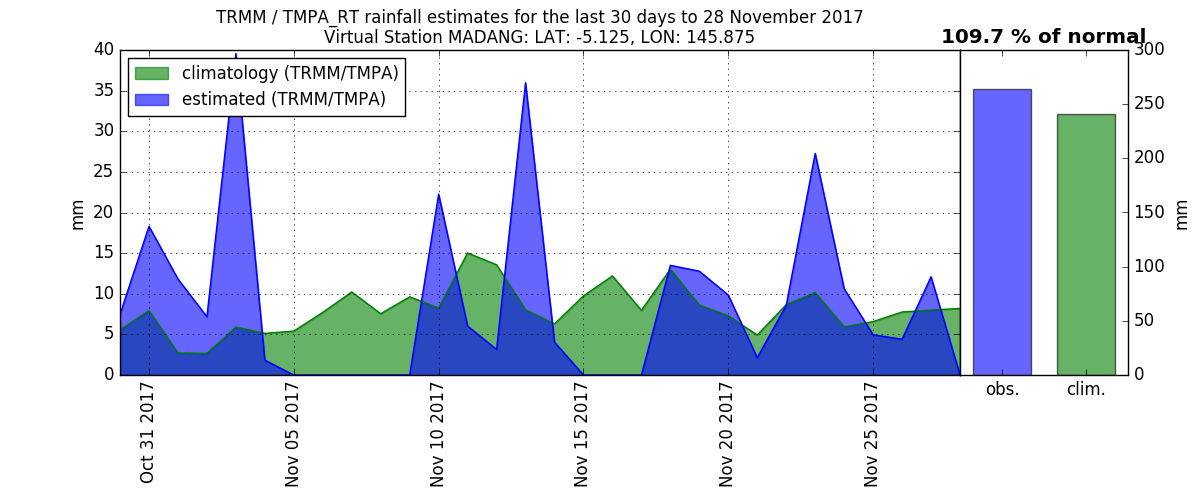 TRMM / TMPA_RT rainfall estimates for the last 30 days to 28 November 2017
Virtual Station MADANG: LAT: -5.125, LON: 145.875
109.7 % of normal
climatology (TRMM/TMPA)
estimated (TRMM/TMPA)
mm
40
35
30
25
20
15
10
5
0
Oct 31 2017
Nov 05 2017
Nov 10 2017
Nov 15 2017
Nov 20 2017
Nov 25 2017
obs.
clim.
300
250
200
150
100
50
0
mm